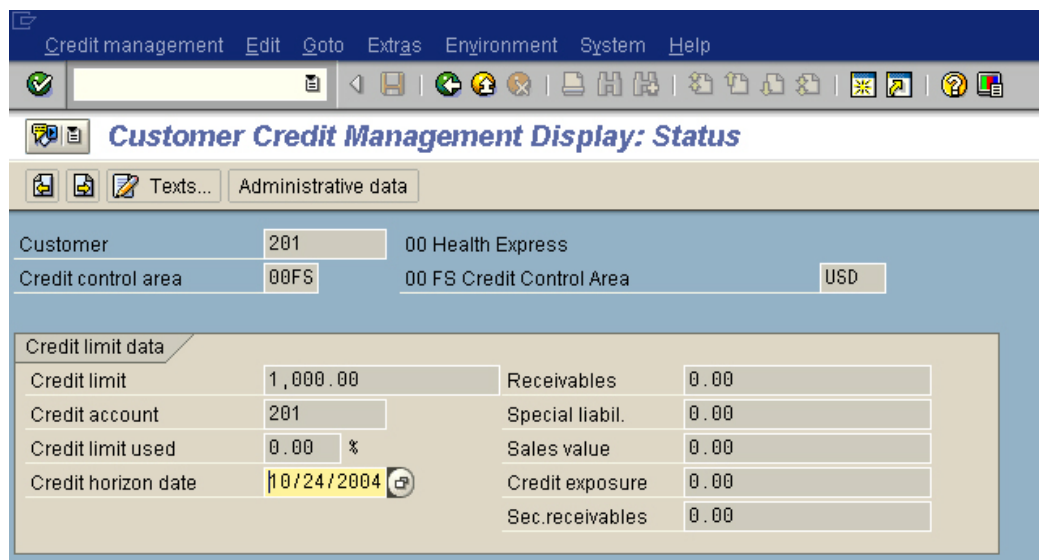 Credit management Edit Goto Extras Environment System Help
Customer Credit Management Display: Status
Texts... Administrative data
Customer 201 00 Health Express
Credit control area 00FS 00 FS Credit Control Area USD
Credit limit data
Credit limit 1,000.00 Receivables 0.00
Credit account 201 Special liabil. 0.00
Credit limit used 0.00 % Sales value 0.00
Credit horizon date 10/24/2004 Credit exposure 0.00
Sec.receivables 0.00